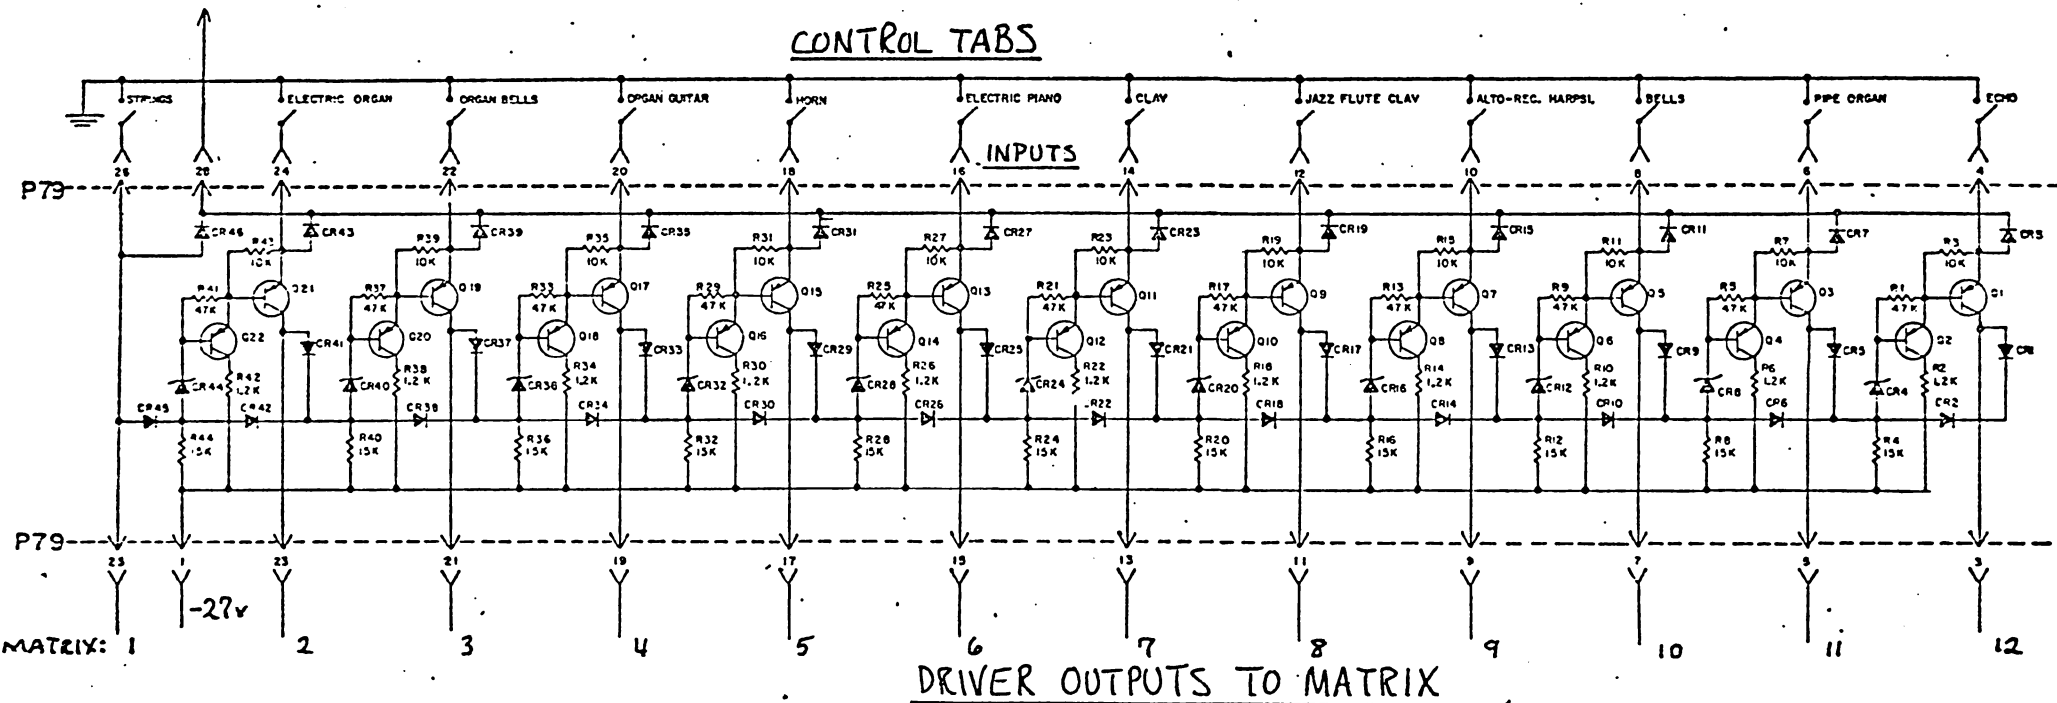 CONTROL TABS
STRINGS ELECTRIC ORGAN ORGAN BELLS ORGAN GUITAR HORN ELECTRIC PIANO CLAV JAZZ FLUTE CLAV ALTO-REC. HARPSI. BELLS PIPE ORGAN ECHO
INPUTS
26 28 24 22 20 18 16 14 12 10 8 6 4
P79
CR46 R43 CR43 R39 CR39 R35 CR35 R31 CR31 R27 CR27 R23 CR23 R19 CR19 R15 CR15 R11 CR11 R7 CR7 R3 CR3
10K 10K 10K 10K 10K 10K 10K 10K 10K 10K 10K
R41 Q21 R37 Q19 R33 Q17 R29 Q15 R25 Q13 R21 Q11 R17 Q9 R13 Q7 R9 Q5 R5 Q3 R1 Q1
47K 47K 47K 47K 47K 47K 47K 47K 47K 47K 47K
Q22 CR41 Q20 CR37 Q18 CR33 Q16 CR29 Q14 CR25 Q12 CR21 Q10 CR17 Q8 CR13 Q6 CR9 Q4 CR5 Q2 CR1
R42 R38 R34 R30 R26 R22 R18 R14 R10 R6 R2
1.2K 1.2K 1.2K 1.2K 1.2K 1.2K 1.2K 1.2K 1.2K 1.2K 1.2K
CR44 CR40 CR36 CR32 CR28 CR24 CR20 CR16 CR12 CR8 CR4
CR45 CR42 CR38 CR34 CR30 CR26 -R22 CR18 CR14 CR10 CR6 CR2
R44 R40 R36 R32 R28 R24 R20 R16 R12 R8 R4
15K 15K 15K 15K 15K 15K 15K 15K 15K 15K 15K
P79
25 1 23 21 19 17 15 13 11 9 7 5 3
-27v
MATRIX: 1 2 3 4 5 6 7 8 9 10 11 12
DRIVER OUTPUTS TO MATRIX